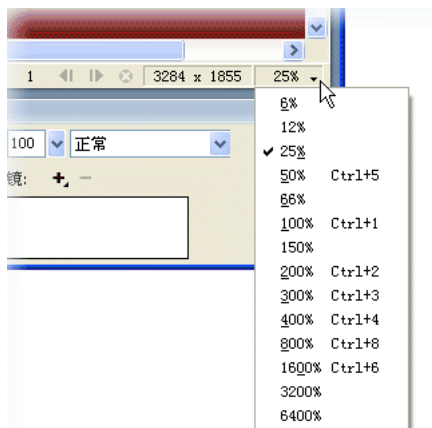 1 3284 x 1855 25%
100 正常
镜:
6%
12%
25%
50% Ctrl+5
66%
100% Ctrl+1
150%
200% Ctrl+2
300% Ctrl+3
400% Ctrl+4
800% Ctrl+8
1600% Ctrl+6
3200%
6400%